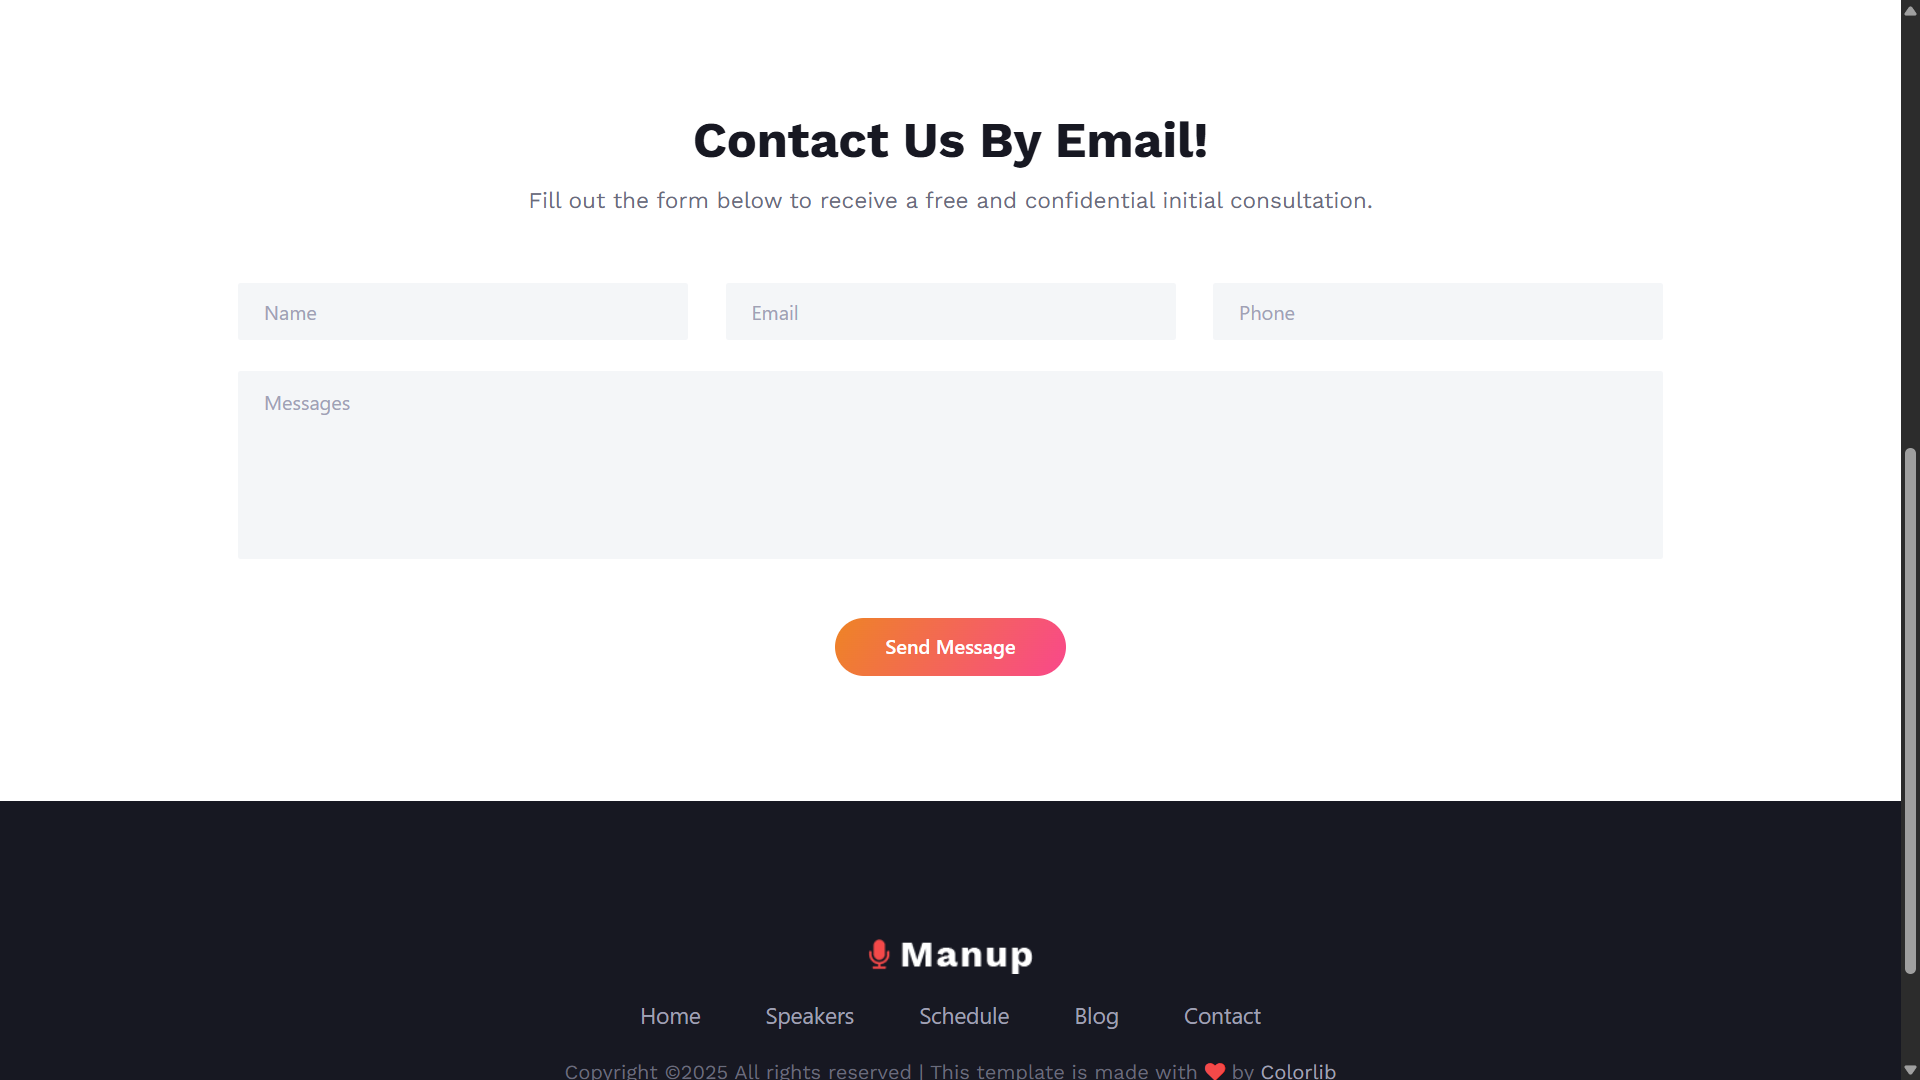 Contact Us By Email!
Fill out the form below to receive a free and confidential initial consultation.
Name Email Phone
Messages
Send Message
Manup
Home Speakers Schedule Blog Contact
Copyright ©2025 All rights reserved | This template is made with ❤ by Colorlib